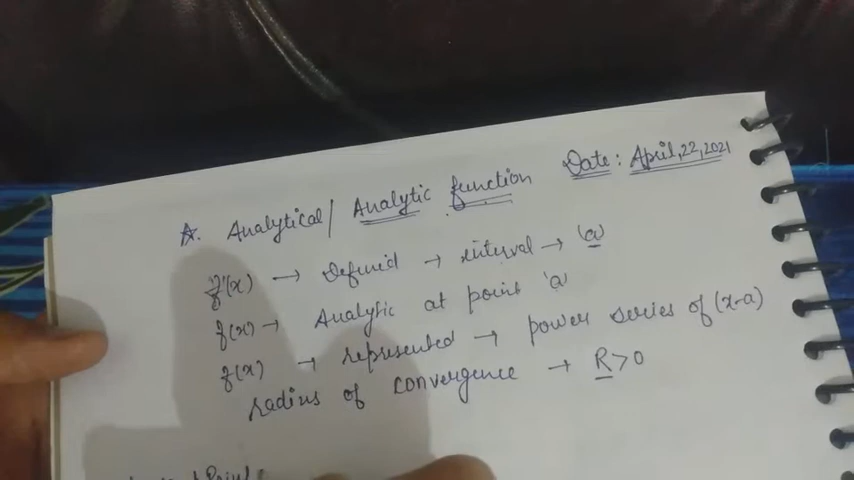 Date: April,22,2021
A. Analytical/Analytic function
f(x) → Defined → interval → 'a'
f(x) → Analytic at point 'a'
f(x) → represented → power series of (x-a)
radius of convergence → R>0